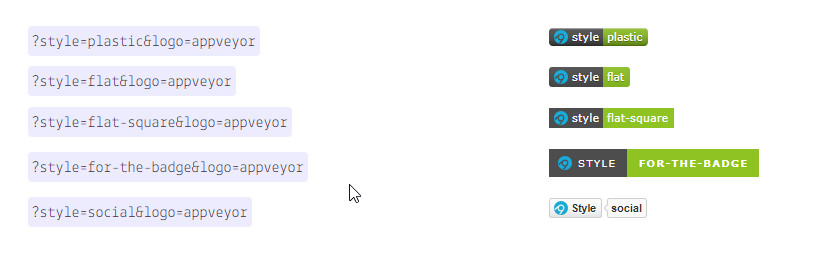 ?style=plastic&logo=appveyor style plastic
?style=flat&logo=appveyor style flat
?style=flat-square&logo=appveyor style flat-square
?style=for-the-badge&logo=appveyor STYLE FOR-THE-BADGE
?style=social&logo=appveyor Style social